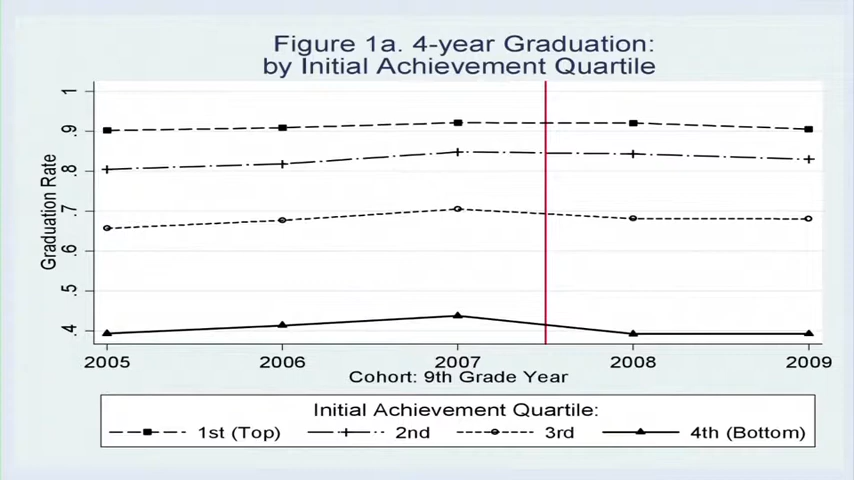 Figure 1a. 4-year Graduation:
by Initial Achievement Quartile
Graduation Rate
1
.9
.8
.7
.6
.5
.4
2005 2006 2007 2008 2009
Cohort: 9th Grade Year
Initial Achievement Quartile:
1st (Top) 2nd 3rd 4th (Bottom)